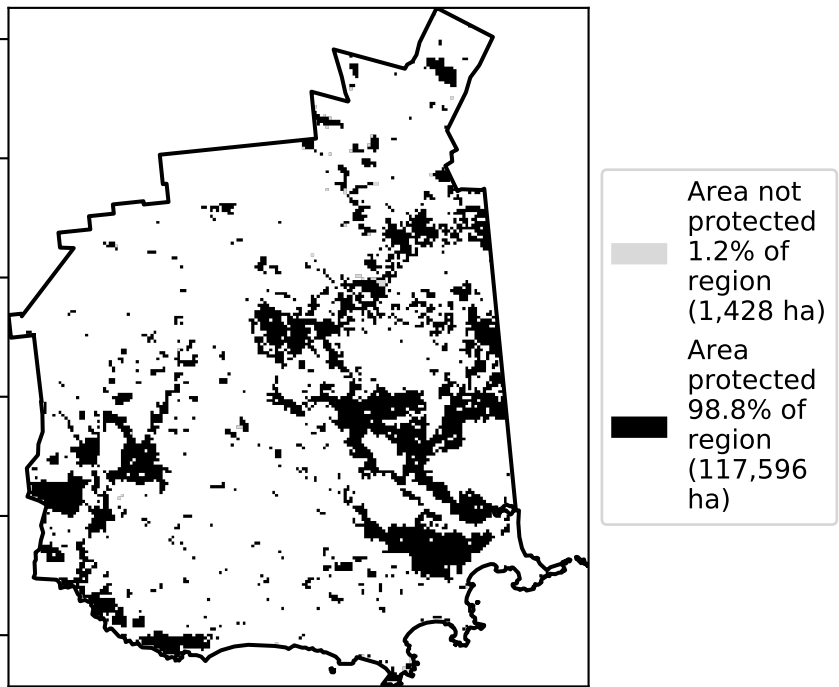 Area not
protected
1.2% of
region
(1,428 ha)
Area
protected
98.8% of
region
(117,596
ha)